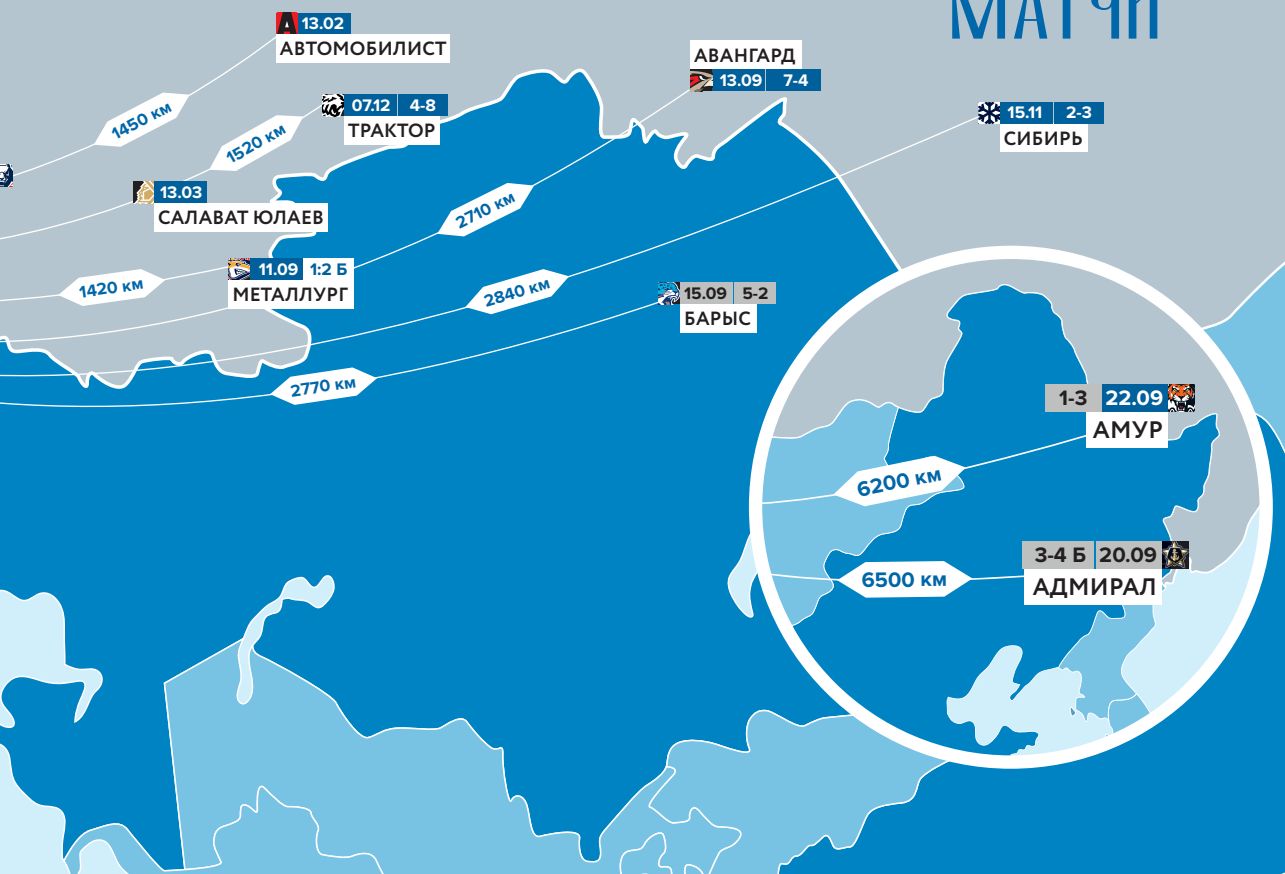 МАТЧИ
А 13.02
АВТОМОБИЛИСТ
1450 км
АВАНГАРД
13.09 7-4
07.12 4-8
ТРАКТОР
1520 км
15.11 2-3
СИБИРЬ
13.03
САЛАВАТ ЮЛАЕВ
2710 км
11.09 1:2 Б
МЕТАЛЛУРГ
1420 км
2840 км
15.09 5-2
БАРЫС
2770 км
1-3 22.09
АМУР
6200 км
3-4 Б 20.09
АДМИРАЛ
6500 км